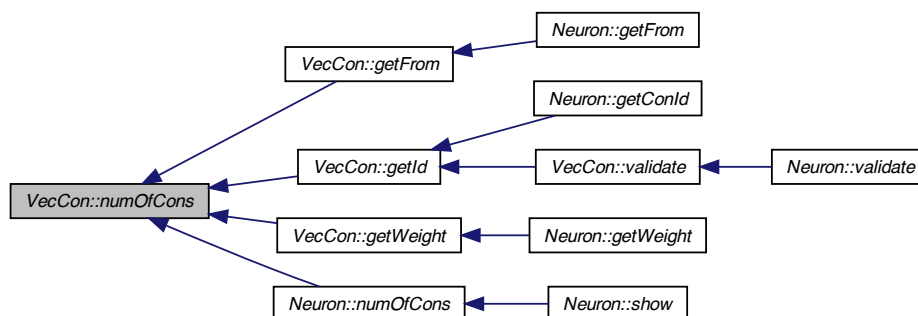 Neuron::getFrom
VecCon::getFrom
Neuron::getConId
VecCon::getId
VecCon::validate
Neuron::validate
VecCon::numOfCons
VecCon::getWeight
Neuron::getWeight
Neuron::numOfCons
Neuron::show